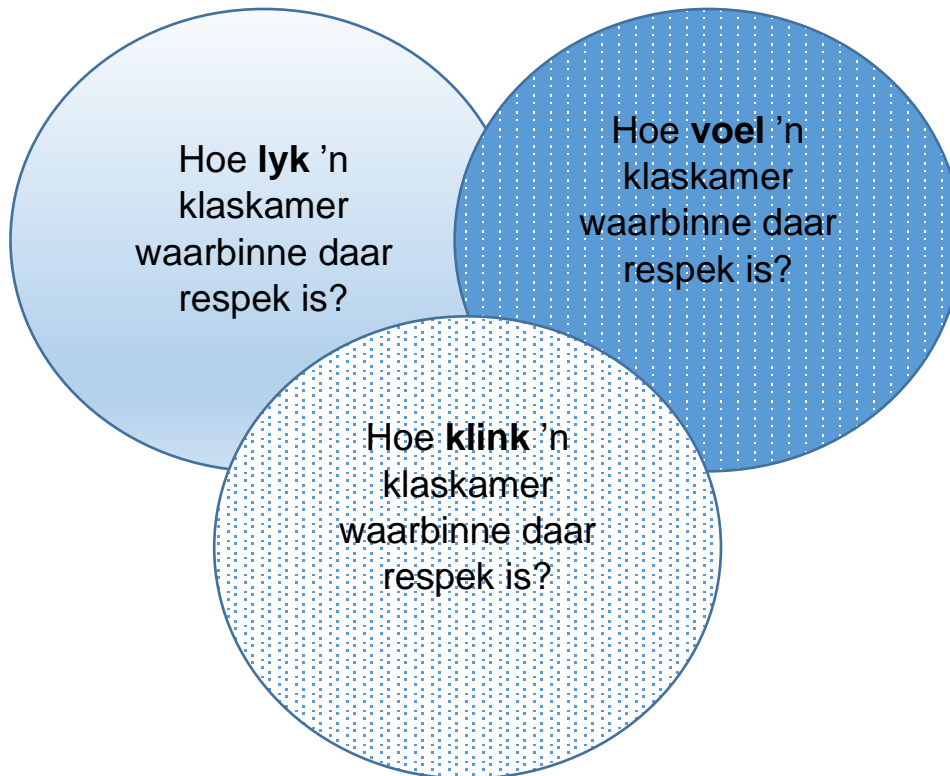 Hoe lyk ’n
klaskamer
waarbinne daar
respek is?
Hoe voel ’n
klaskamer
waarbinne daar
respek is?
Hoe klink ’n
klaskamer
waarbinne daar
respek is?